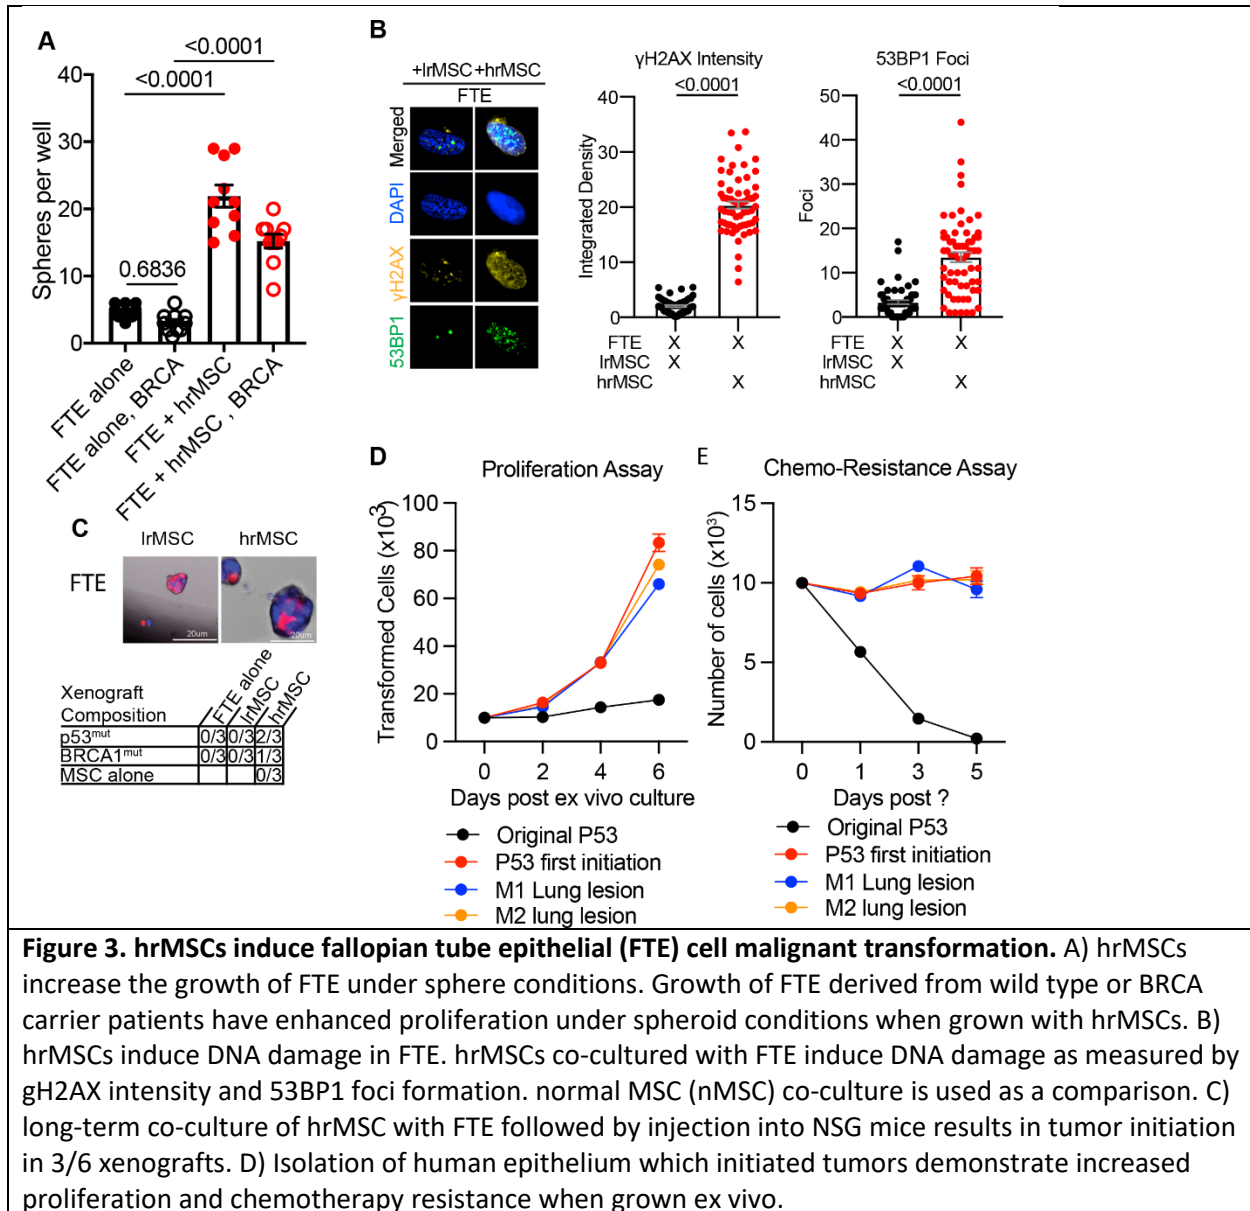 A
<0.0001
<0.0001
0.6836
Spheres per well
40
30
20
10
0
FTE alone
FTE alone, BRCA
FTE + hrMSC
FTE + hrMSC , BRCA
B
+lrMSC +hrMSC
FTE
Merged
DAPI
γH2AX
53BP1
γH2AX Intensity
<0.0001
Integrated Density
40
30
20
10
0
FTE X X
lrMSC X
hrMSC X
53BP1 Foci
<0.0001
Foci
50
40
30
20
10
0
FTE X X
lrMSC X
hrMSC X
C
lrMSC hrMSC
FTE
20um
20um
Xenograft
Composition
FTE alone
lrMSC
hrMSC
p53mut 0/3 0/3 2/3
BRCA1mut 0/3 0/3 1/3
MSC alone 0/3
D
Proliferation Assay
Transformed Cells (x10³)
100
80
60
40
20
0
0 2 4 6
Days post ex vivo culture
Original P53
P53 first initiation
M1 Lung lesion
M2 lung lesion
E
Chemo-Resistance Assay
Number of cells (x10³)
15
10
5
0
0 1 3 5
Days post ?
Original P53
P53 first initiation
M1 Lung lesion
M2 lung lesion
Figure 3. hrMSCs induce fallopian tube epithelial (FTE) cell malignant transformation. A) hrMSCs
increase the growth of FTE under sphere conditions. Growth of FTE derived from wild type or BRCA
carrier patients have enhanced proliferation under spheroid conditions when grown with hrMSCs. B)
hrMSCs induce DNA damage in FTE. hrMSCs co-cultured with FTE induce DNA damage as measured by
gH2AX intensity and 53BP1 foci formation. normal MSC (nMSC) co-culture is used as a comparison. C)
long-term co-culture of hrMSC with FTE followed by injection into NSG mice results in tumor initiation
in 3/6 xenografts. D) Isolation of human epithelium which initiated tumors demonstrate increased
proliferation and chemotherapy resistance when grown ex vivo.